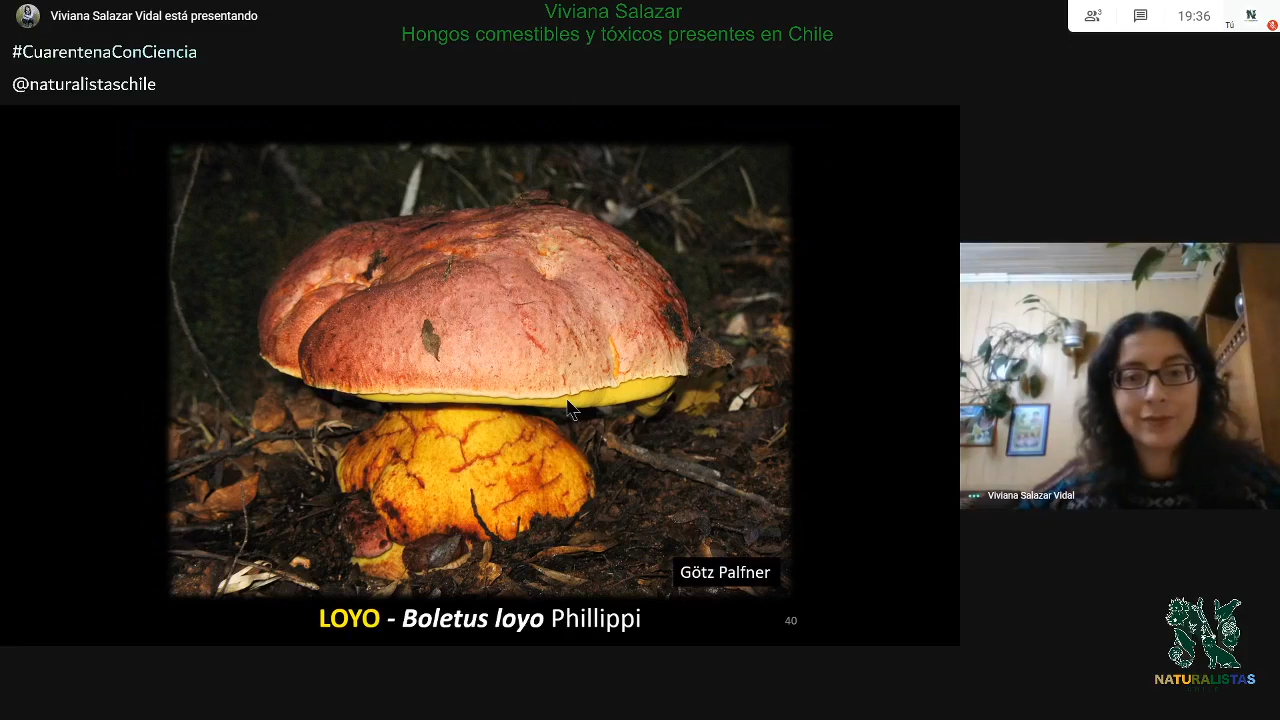 Viviana Salazar Vidal está presentando
Viviana Salazar
Hongos comestibles y tóxicos presentes en Chile
3
19:36
N
Tú
#CuarentenaConCiencia
@naturalistaschile
Viviana Salazar Vidal
Götz Palfner
LOYO - Boletus loyo Phillippi
40
NATURALISTAS